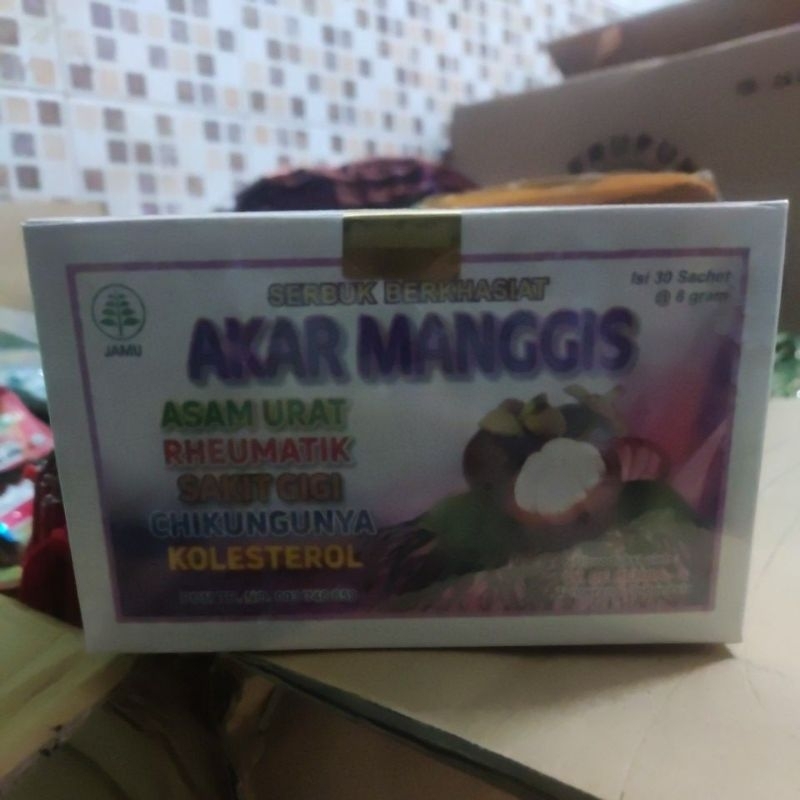 SERBUK BERKHASIAT
Isi 30 Sachet
@ 6 gram
JAMU
AKAR MANGGIS
ASAM URAT
RHEUMATIK
SAKIT GIGI
CHIKUNGUNYA
KOLESTEROL